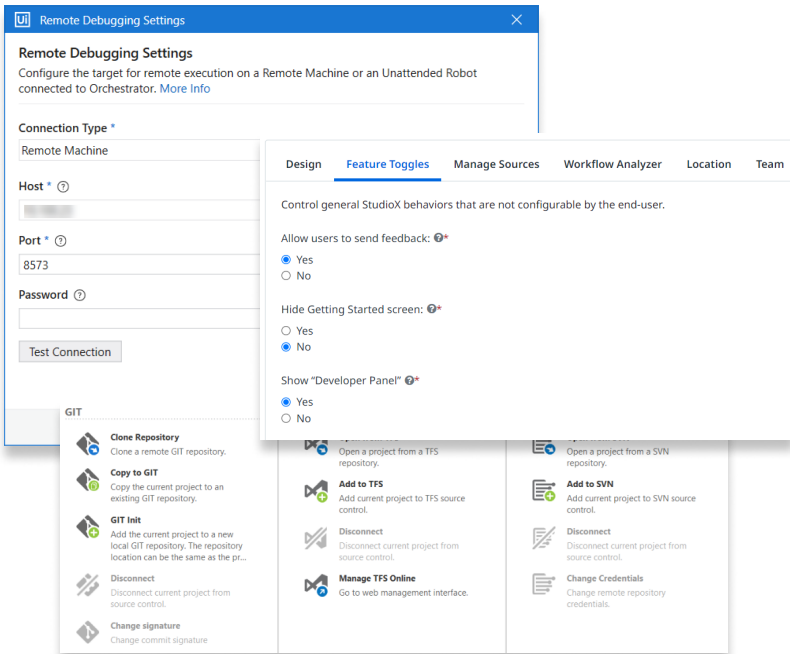 Ui Remote Debugging Settings
Remote Debugging Settings
Configure the target for remote execution on a Remote Machine or an Unattended Robot
connected to Orchestrator. More Info
Connection Type *
Remote Machine
Host *
Port *
8573
Password
Test Connection
Design Feature Toggles Manage Sources Workflow Analyzer Location Team
Control general StudioX behaviors that are not configurable by the end-user.
Allow users to send feedback: *
Yes
No
Hide Getting Started screen: *
Yes
No
Show “Developer Panel” *
Yes
No
GIT
Clone Repository
Clone a remote GIT repository.
Copy to GIT
Copy the current project to an
existing GIT repository.
GIT Init
Add the current project to a new
local GIT repository. The repository
location can be the same as the pr...
Disconnect
Disconnect current project from
source control.
Change signature
Change commit signature
Open a project from a TFS
repository.
Add to TFS
Add current project to TFS source
control.
Disconnect
Disconnect current project from
source control.
Manage TFS Online
Go to web management interface.
Open a project from a SVN
repository.
Add to SVN
Add current project to SVN source
control.
Disconnect
Disconnect current project from
source control.
Change Credentials
Change remote repository
credentials.